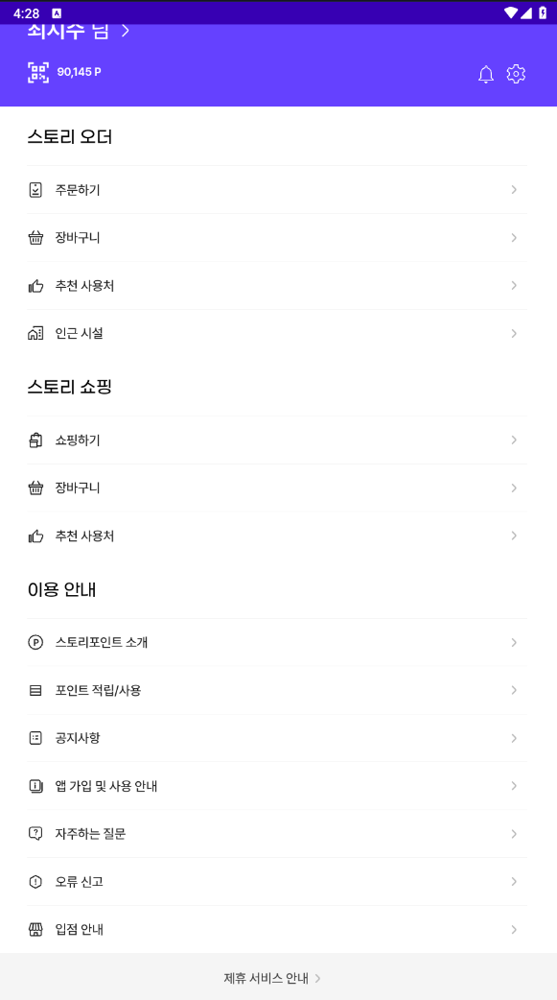 4:28
최지수 님
90,145 P
스토리 오더
주문하기
장바구니
추천 사용처
인근 시설
스토리 쇼핑
쇼핑하기
장바구니
추천 사용처
이용 안내
스토리포인트 소개
포인트 적립/사용
공지사항
앱 가입 및 사용 안내
자주하는 질문
오류 신고
입점 안내
제휴 서비스 안내